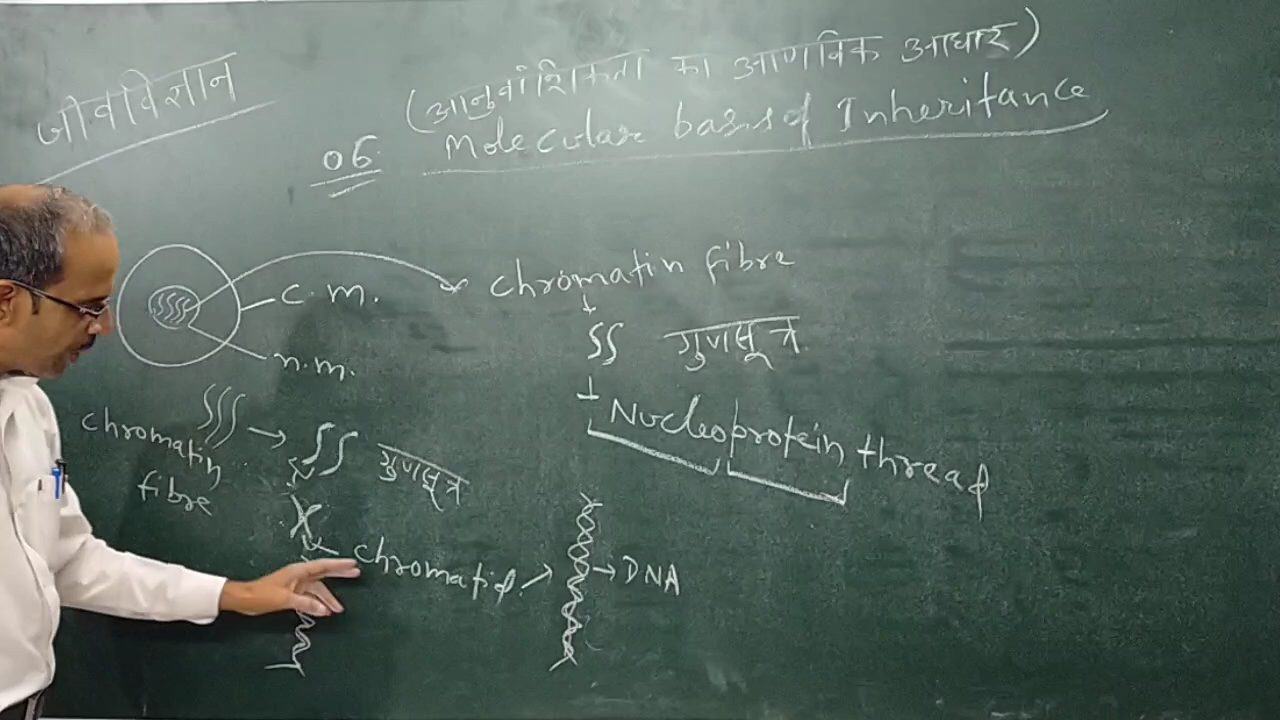 जीवविज्ञान
(आनुवांशिकता का आणविक आधार)
06. Molecular basis of Inheritance
c.m.
chromatin fibre
n.m.
गुणसूत्र
Nucleoprotein thread
chromatin
fibre
गुणसूत्र
chromatid
DNA